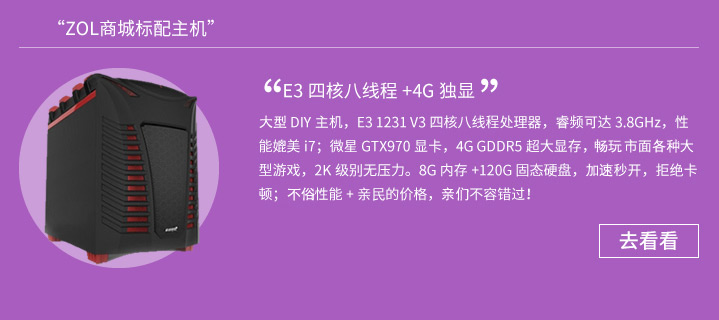 “ZOL商城标配主机”
“E3 四核八线程 +4G 独显”
大型 DIY 主机，E3 1231 V3 四核八线程处理器，睿频可达 3.8GHz，性
能媲美 i7；微星 GTX970 显卡，4G GDDR5 超大显存，畅玩市面各种大
型游戏，2K 级别无压力。8G 内存 +120G 固态硬盘，加速秒开，拒绝卡
顿；不俗性能 + 亲民的价格，亲们不容错过！
去看看